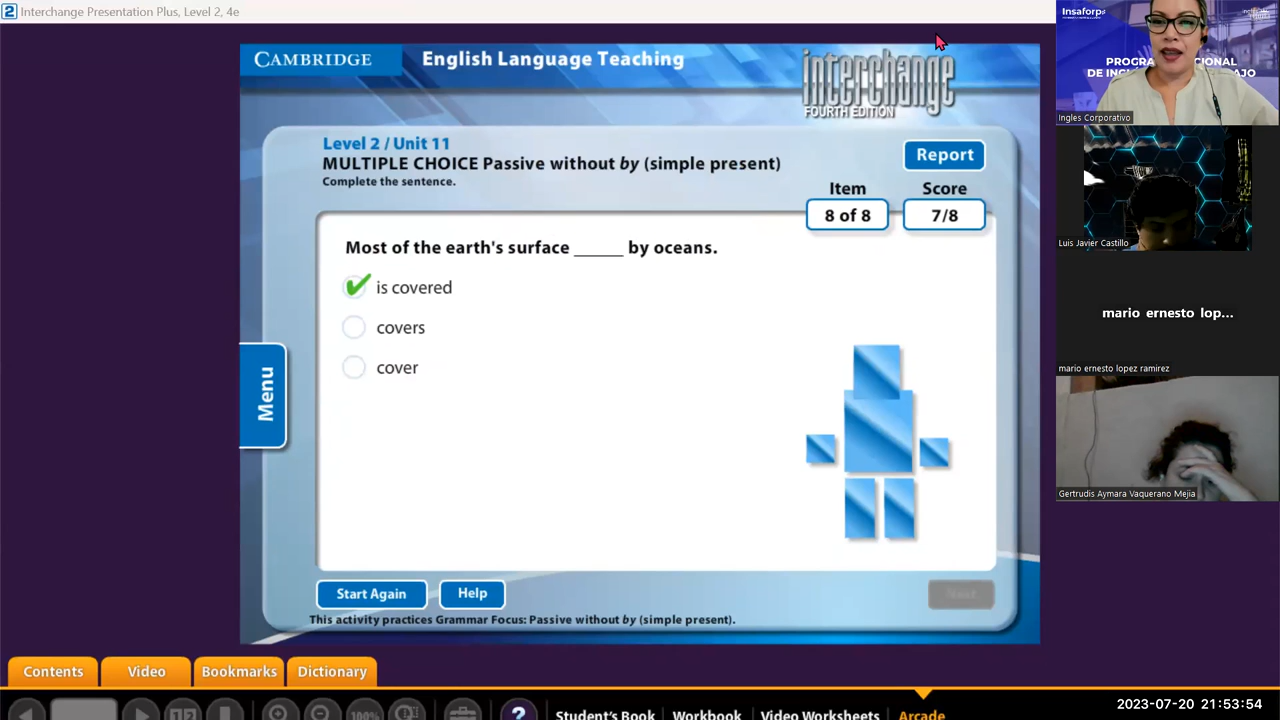 Interchange Presentation Plus, Level 2, 4e
CAMBRIDGE
English Language Teaching
interchange
FOURTH EDITION
Level 2 / Unit 11
MULTIPLE CHOICE Passive without by (simple present)
Complete the sentence.
Report
Item
Score
8 of 8
7/8
Most of the earth's surface _____ by oceans.
is covered
covers
cover
Menu
Start Again
Help
Next
This activity practices Grammar Focus: Passive without by (simple present).
Contents
Video
Bookmarks
Dictionary
100%
?
Student's Book
Workbook
Video Worksheets
Arcade
Insaforp
Ingles Corporativo
Luis Javier Castillo
mario ernesto lop...
mario ernesto lopez ramirez
Gertrudis Aymara Vaquerano Mejia
2023-07-20 21:53:54